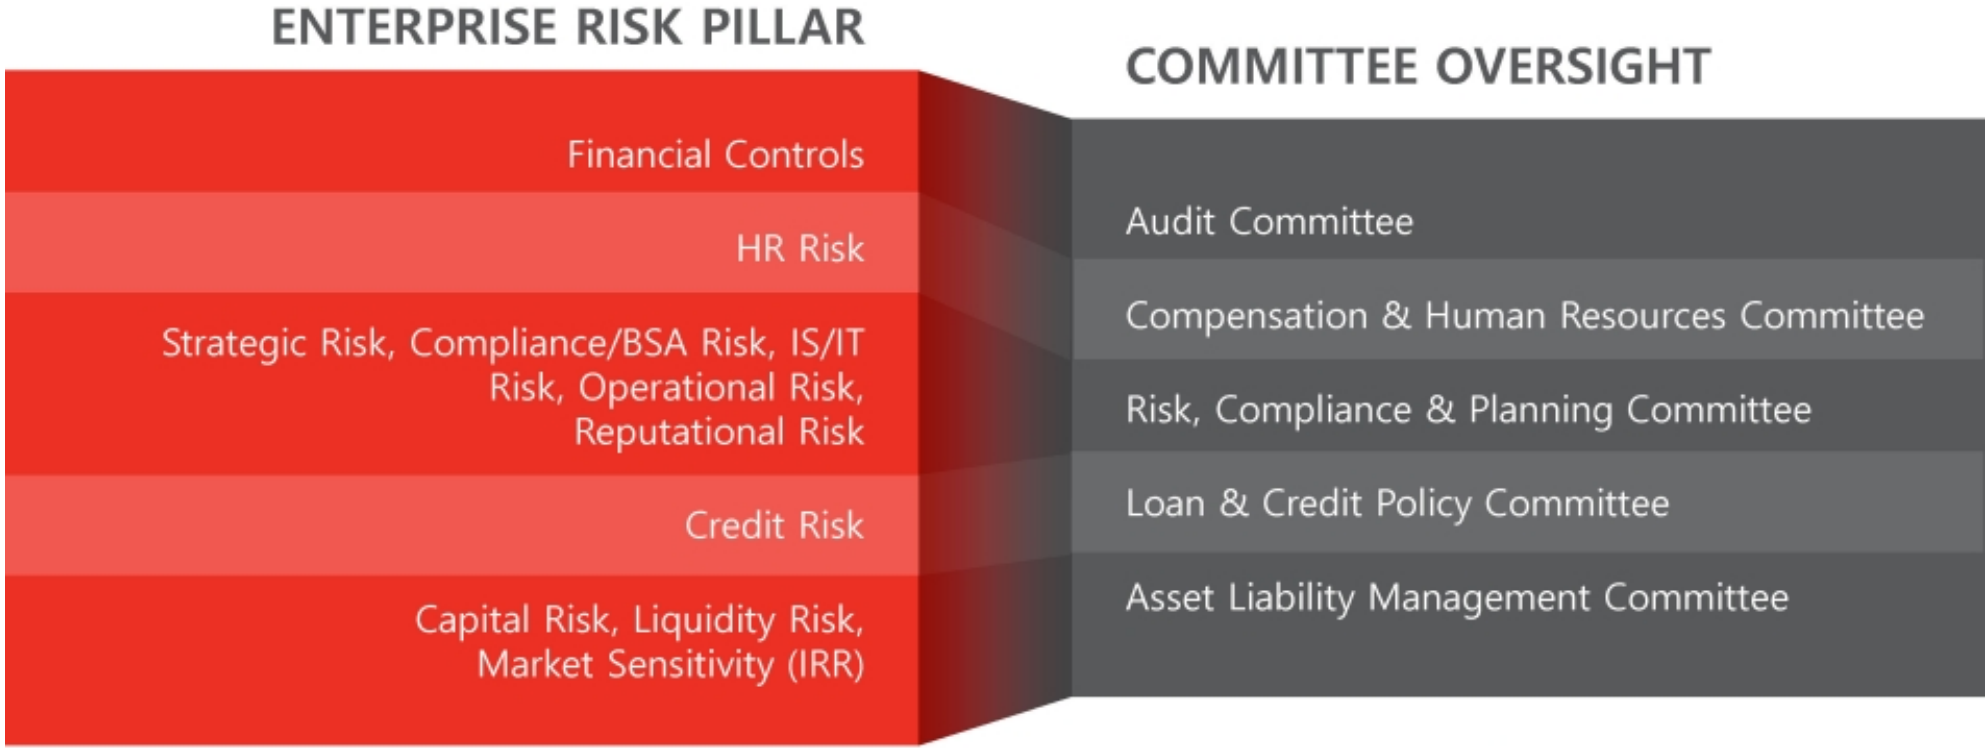 ENTERPRISE RISK PILLAR
Financial Controls
HR Risk
Strategic Risk, Compliance/BSA Risk, IS/IT
Risk, Operational Risk,
Reputational Risk
Credit Risk
Capital Risk, Liquidity Risk,
Market Sensitivity (IRR)
COMMITTEE OVERSIGHT
Audit Committee
Compensation & Human Resources Committee
Risk, Compliance & Planning Committee
Loan & Credit Policy Committee
Asset Liability Management Committee